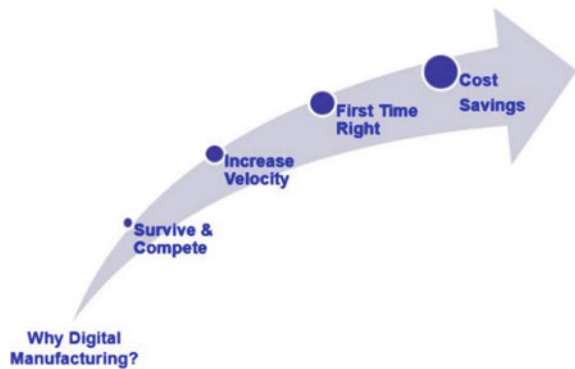 Cost
Savings
First Time
Right
Increase
Velocity
Survive &
Compete
Why Digital
Manufacturing?